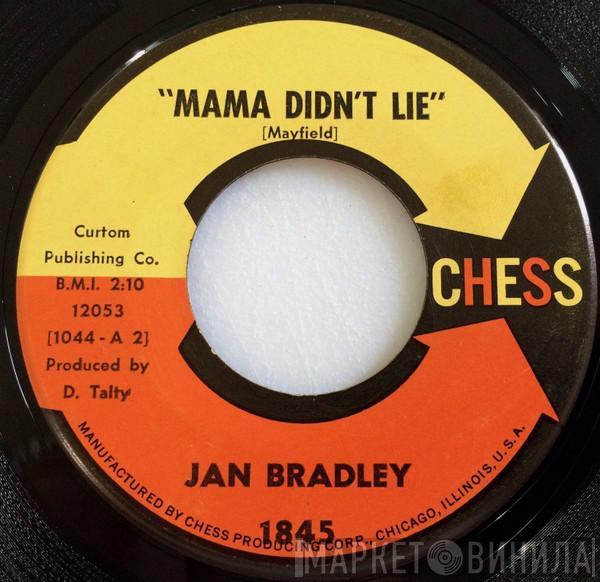 "MAMA DIDN'T LIE"
[Mayfield]
Curtom
Publishing Co.
B.M.I. 2:10
12053
[1044 - A 2}
Produced by
D. Talty
CHESS
JAN BRADLEY
1845
MANUFACTURED BY CHESS PRODUCING CORP., CHICAGO, ILLINOIS, U.S.A.
МАРКЕТ ВИНИЛА